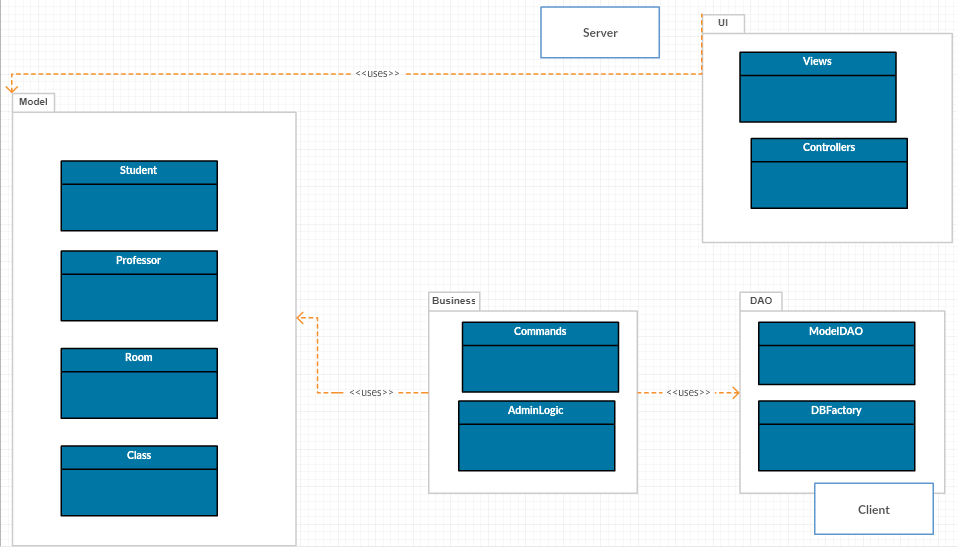 Server
UI
Views
Controllers
<<uses>>
Model
Student
Professor
Room
Class
<<uses>>
Business
Commands
AdminLogic
<<uses>>
DAO
ModelDAO
DBFactory
Client